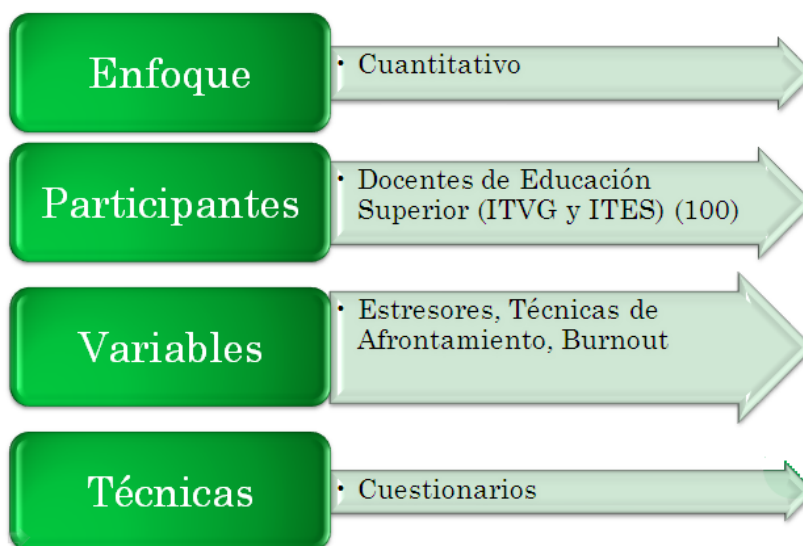 Enfoque
• Cuantitativo
Participantes
• Docentes de Educación
Superior (ITVG y ITES) (100)
Variables
• Estresores, Técnicas de
Afrontamiento, Burnout
Técnicas
• Cuestionarios